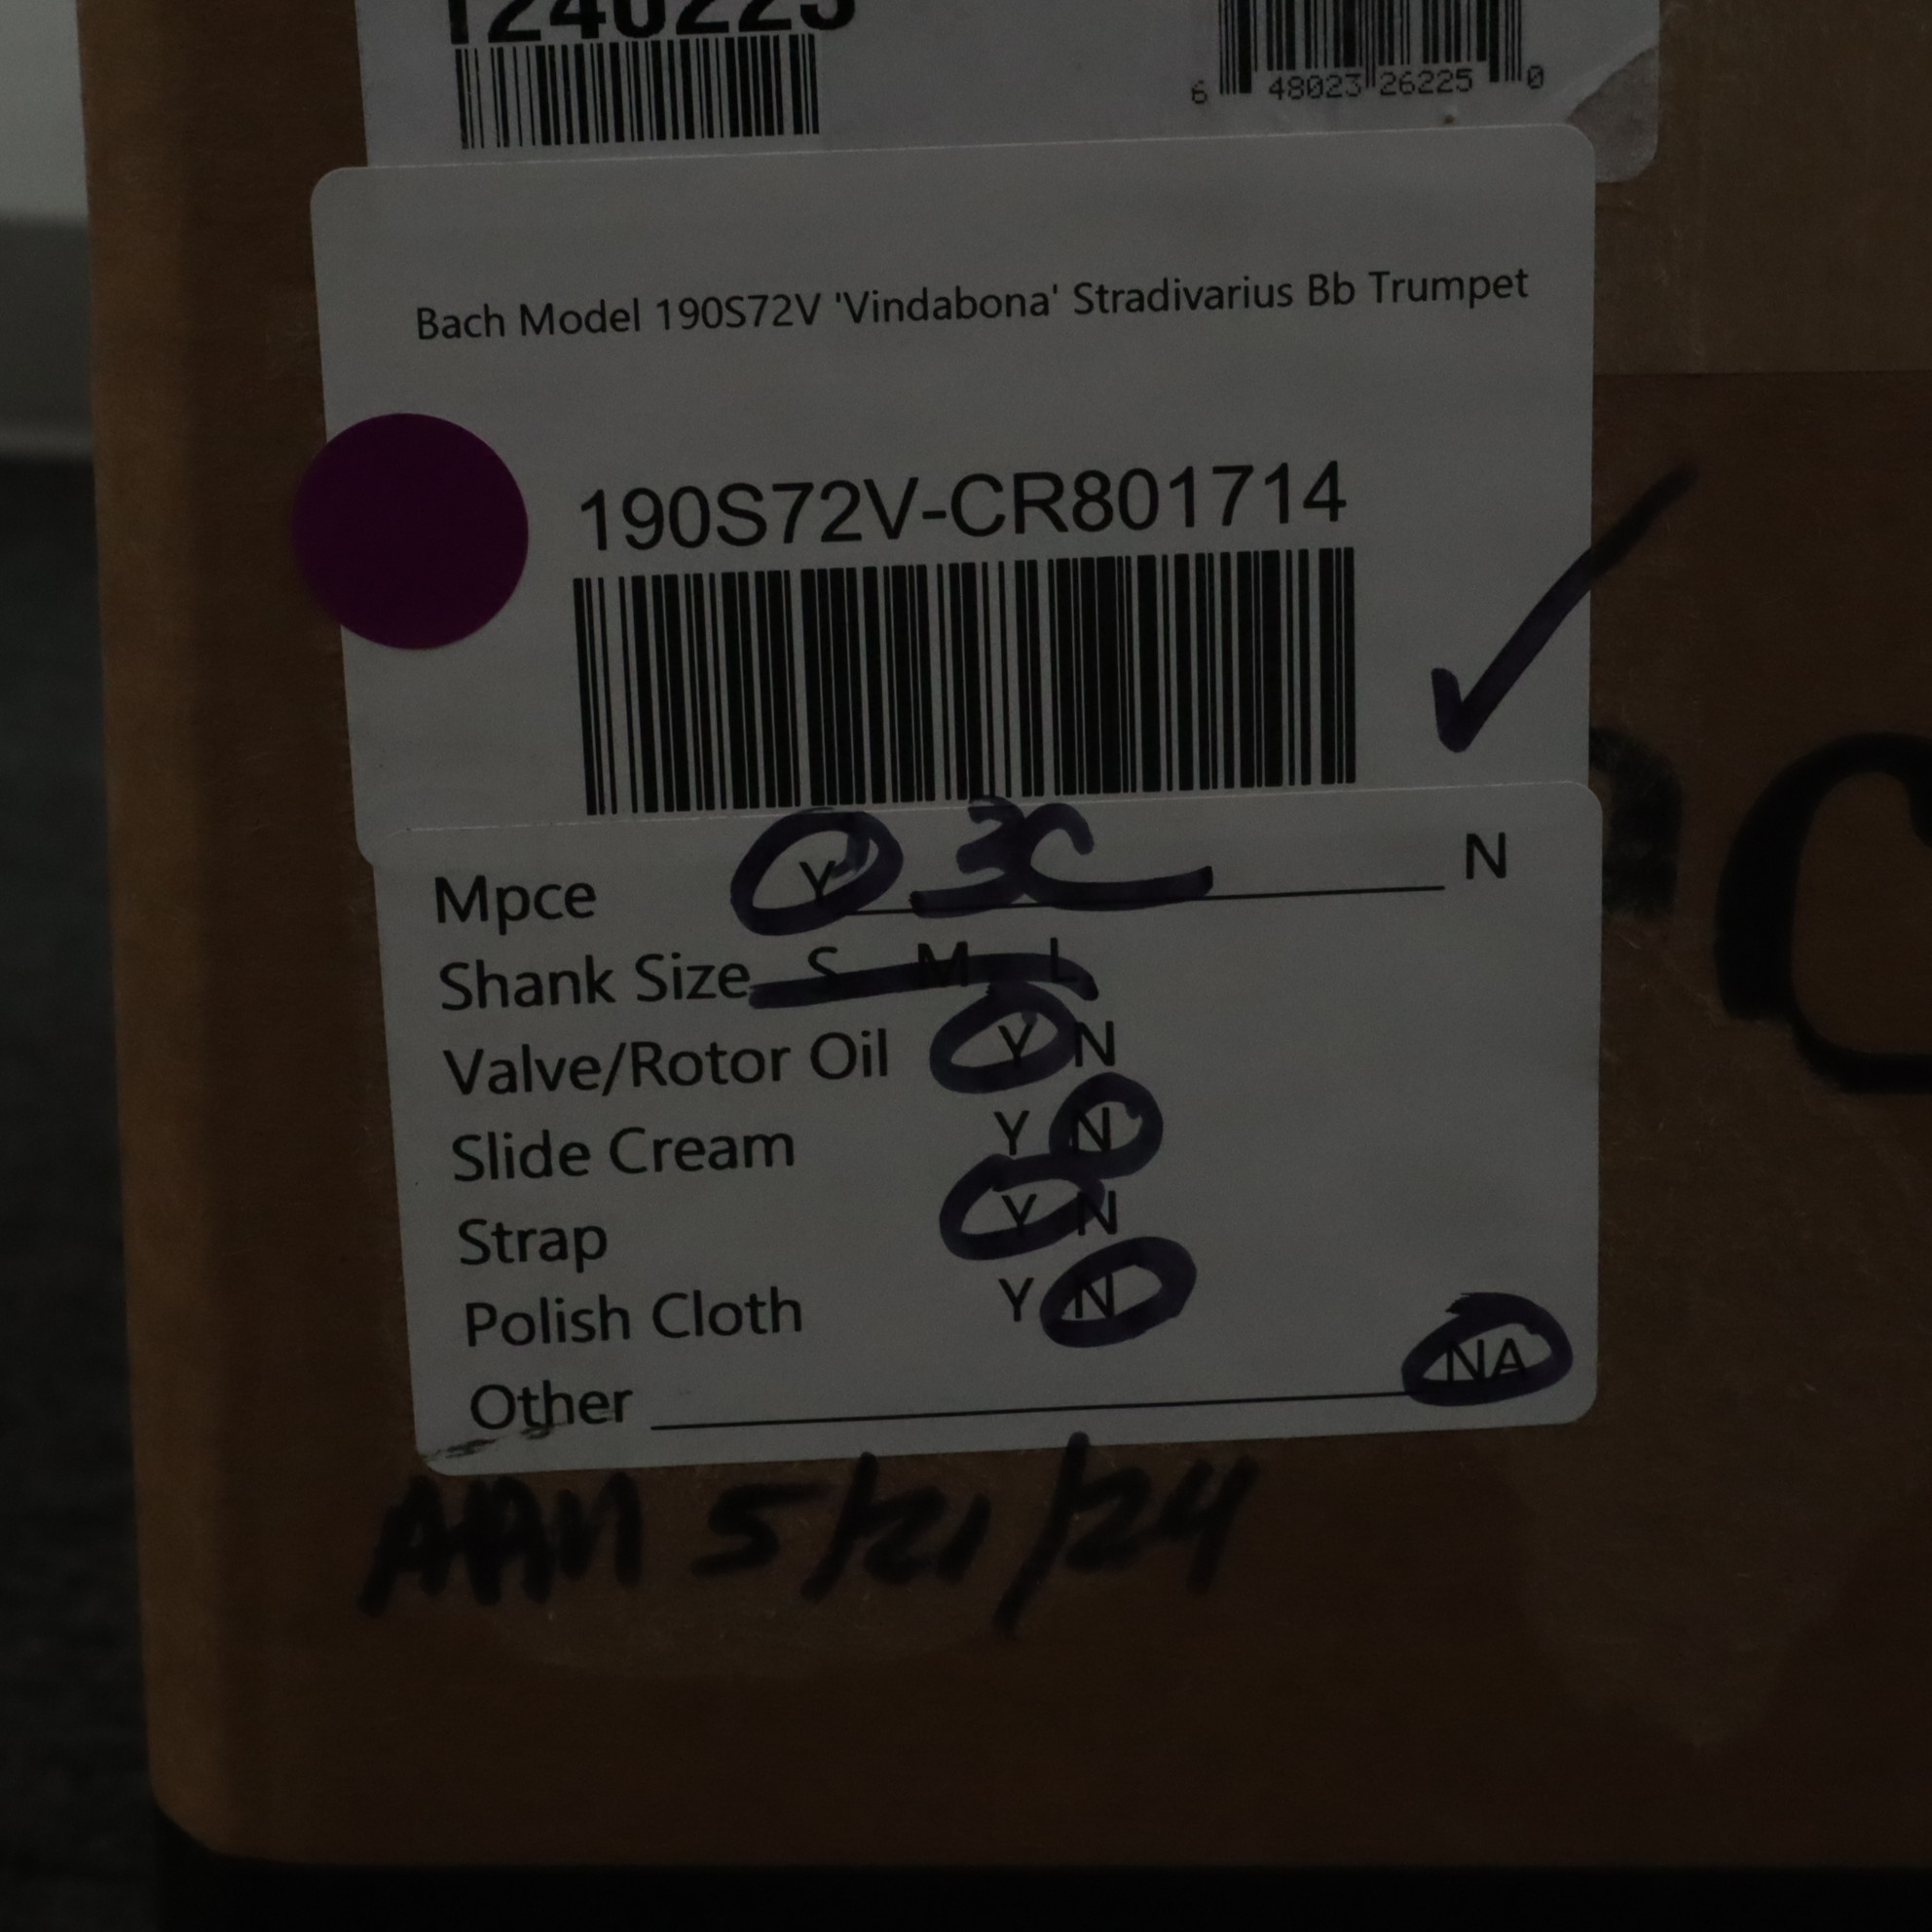 1240225
6 48023 26225 0
Bach Model 190S72V 'Vindabona' Stradivarius Bb Trumpet
190S72V-CR801714
Mpce Y 3C N
Shank Size S M L
Valve/Rotor Oil Y N
Slide Cream Y N
Strap Y N
Polish Cloth Y N
Other NA
5/21/24